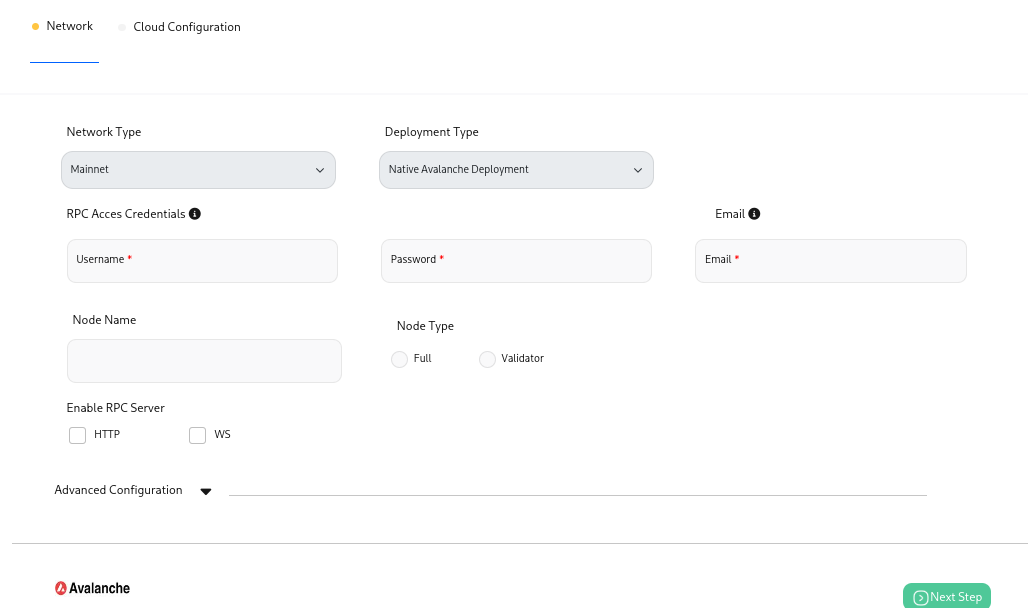 Network
Cloud Configuration
Network Type
Deployment Type
Mainnet
Native Avalanche Deployment
RPC Acces Credentials
Email
Username *
Password *
Email *
Node Name
Node Type
Full
Validator
Enable RPC Server
HTTP
WS
Advanced Configuration
Avalanche
Next Step